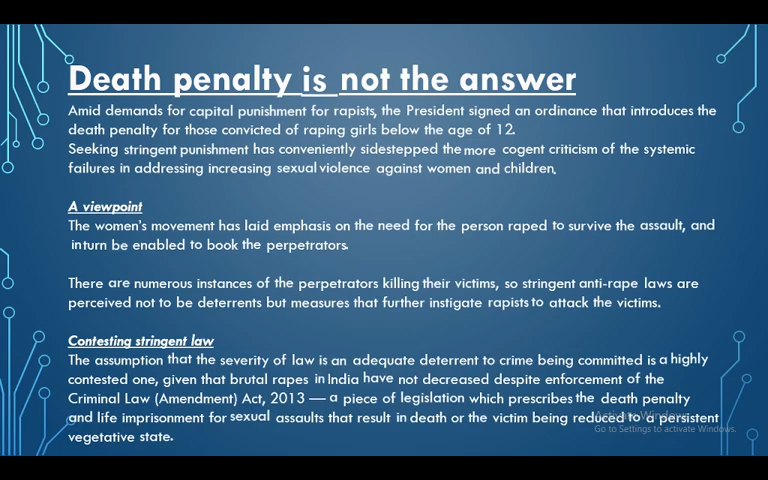 Death penalty is not the answer
Amid demands for capital punishment for rapists, the President signed an ordinance that introduces the
death penalty for those convicted of raping girls below the age of 12.
Seeking stringent punishment has conveniently sidestepped the more cogent criticism of the systemic
failures in addressing increasing sexual violence against women and children.
A viewpoint
The women's movement has laid emphasis on the need for the person raped to survive the assault, and
inturn be enabled to book the perpetrators.
There are numerous instances of the perpetrators killing their victims, so stringent anti-rape laws are
perceived not to be deterrents but measures that further instigate rapists to attack the victims.
Contesting stringent law
The assumption that the severity of law is an adequate deterrent to crime being committed is a highly
contested one, given that brutal rapes in India have not decreased despite enforcement of the
Criminal Law (Amendment) Act, 2013 — a piece of legislation which prescribes the death penalty
and life imprisonment for sexual assaults that result in death or the victim being reduced to a persistent
vegetative state.
Activate Windows
Go to Settings to activate Windows.